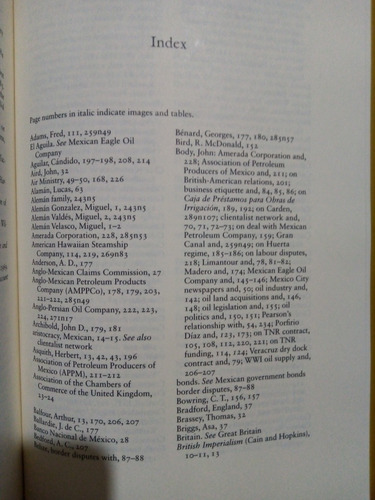 Index
Page numbers in italic indicate images and tables.
Adams, Fred, 111, 259n49
El Aguila. See Mexican Eagle Oil
Company
Aguilar, Cándido, 197–198, 208, 214
Aird, John, 32
Air Ministry, 49–50, 168, 226
Alamán, Lucas, 63
Alemán family, 243n5
Alemán González, Miguel, 1, 243n5
Alemán Valdés, Miguel, 2, 243n5
Alemán Velasco, Miguel, 1–2
Amerada Corporation, 228, 285n53
American Hawaiian Steamship
Company, 114, 219, 269n83
Anderson, A. D., 177
Anglo-Mexican Claims Commission, 27
Anglo-Mexican Petroleum Products
Company (AMPPCo), 178, 179, 203,
221–222, 285n49
Anglo-Persian Oil Company, 222, 223,
224, 271n17
Archbold, John D., 179, 181
aristocracy, Mexican, 14–15. See also
clientalist network
Asquith, Herbert, 13, 42, 43, 196
Association of Petroleum Producers of
Mexico (APPM), 211–212
Association of the Chambers of
Commerce of the United Kingdom,
23–24
Balfour, Arthur, 13, 170, 206, 207
Ballardie, J. de C., 177
Banco Nacional de México, 28
Bedford, A. C., 207
Belize, border disputes with, 87–88
Bénard, Georges, 177, 180, 285n57
Bird, R. McDonald, 152
Body, John: Amerada Corporation and,
228; Association of Petroleum
Producers of Mexico and, 211; on
British-American relations, 201;
business etiquette and, 84, 85, 86; on
Caja de Préstamos para Obras de
Irrigación, 189, 192; on Carden,
289n107; clientalist network and,
70, 71, 72–73; on deal with Mexican
Petroleum Company, 159; Gran
Canal and, 259n49; on Huerta
regime, 185–186; on labour disputes,
218; Limantour and, 78, 81–82;
Madero and, 174; Mexican Eagle Oil
Company and, 145–146; Mexico City
newspapers and, 50; oil industry and,
142; oil land acquisitions and, 146,
148; oil legislation and, 155; oil
politics and, 150, 151; Pearson's
relationship with, 54, 234; Porfirio
Díaz and, 123, 173; on TNR contract,
105, 108, 112, 220, 221; on TNR
funding, 114, 124; Veracruz dry dock
contract and, 79; WWI oil supply and,
206–207
bonds. See Mexican government bonds
border disputes, 87–88
Bowring, C. T., 156, 157
Bradford, England, 37
Brassey, Thomas, 32
Briggs, Asa, 37
Britain. See Great Britain
British Imperialism (Cain and Hopkins),
10–11, 13